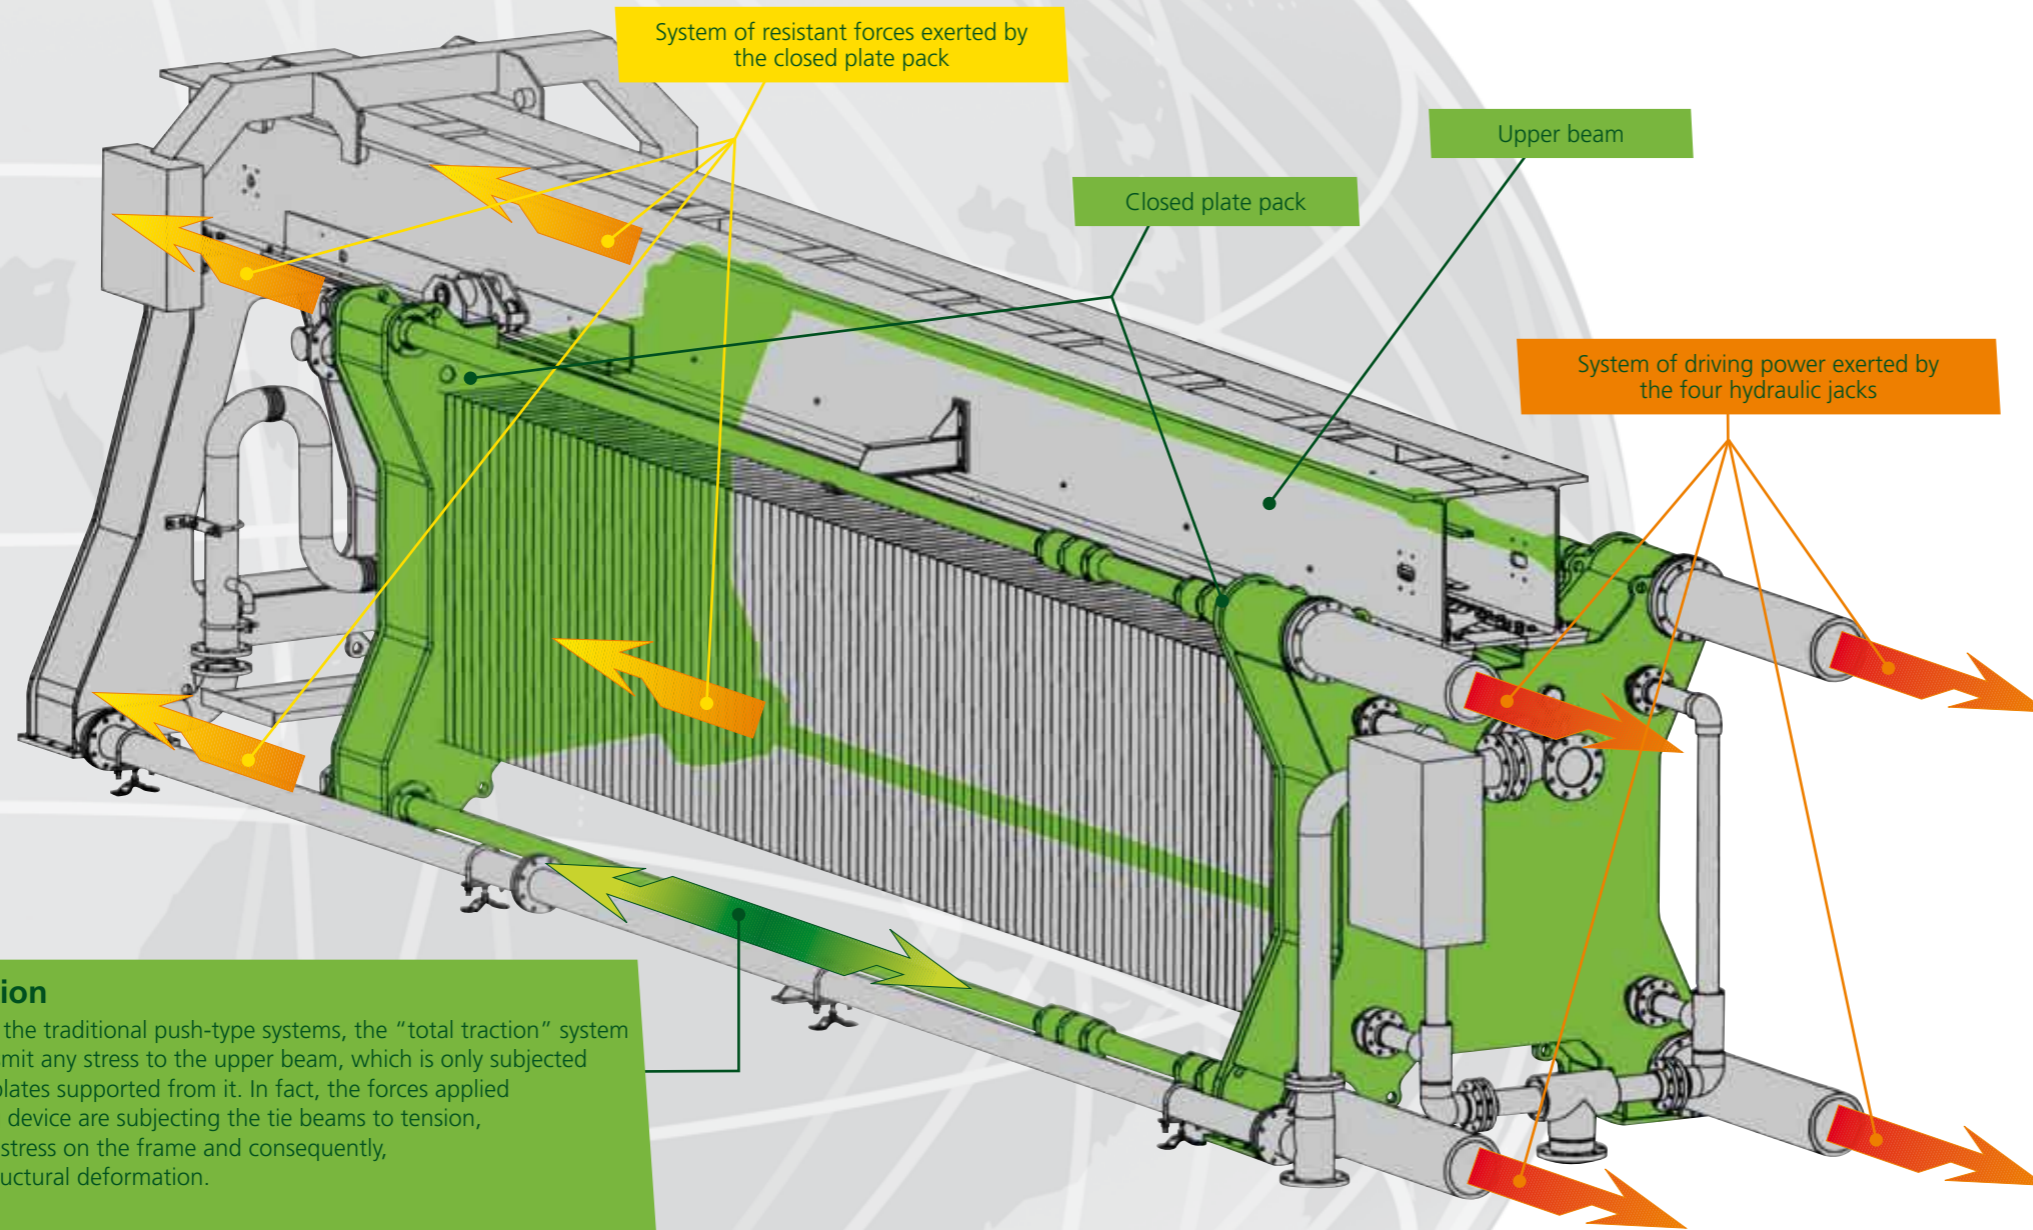 System of resistant forces exerted by
the closed plate pack
Upper beam
Closed plate pack
System of driving power exerted by
the four hydraulic jacks
ion
the traditional push-type systems, the “total traction” system
mit any stress to the upper beam, which is only subjected
plates supported from it. In fact, the forces applied
device are subjecting the tie beams to tension,
stress on the frame and consequently,
uctural deformation.